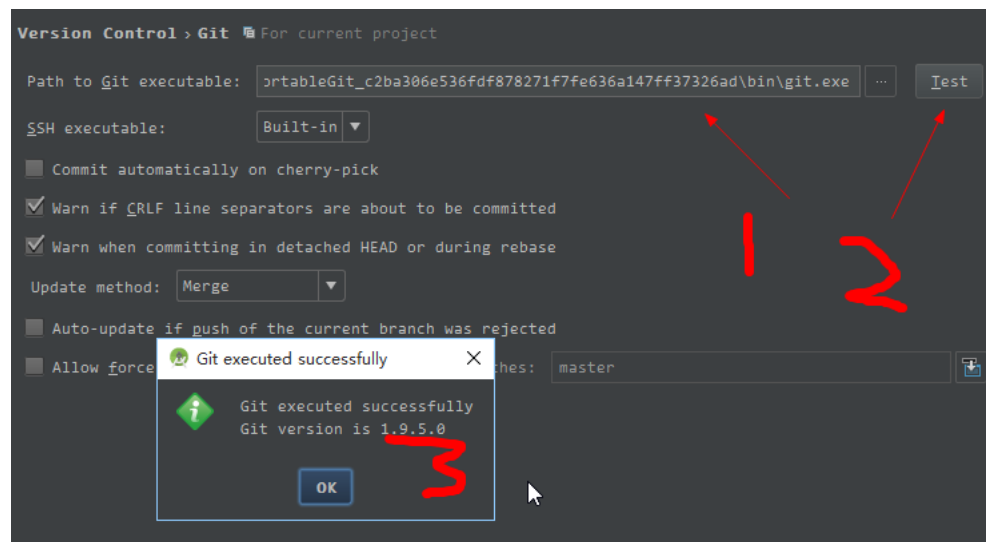 Version Control › Git For current project
Path to Git executable: ortableGit_c2ba306e536fdf878271f7fe636a147ff37326ad\bin\git.exe ... Test
SSH executable: Built-in
Commit automatically on cherry-pick
Warn if CRLF line separators are about to be committed
Warn when committing in detached HEAD or during rebase
1 2
Update method: Merge
Auto-update if push of the current branch was rejected
Allow force hes: master
Git executed successfully
Git executed successfully
Git version is 1.9.5.0
3
OK